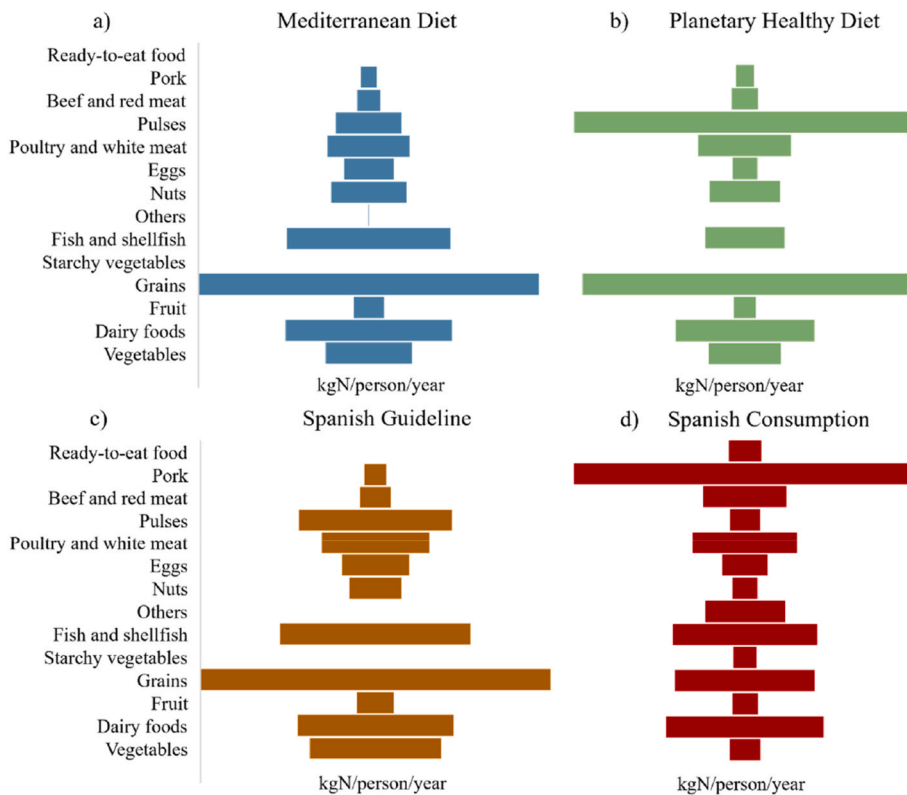 a) Mediterranean Diet
b) Planetary Healthy Diet
Ready-to-eat food
Pork
Beef and red meat
Pulses
Poultry and white meat
Eggs
Nuts
Others
Fish and shellfish
Starchy vegetables
Grains
Fruit
Dairy foods
Vegetables
kgN/person/year
kgN/person/year
c) Spanish Guideline
d) Spanish Consumption
Ready-to-eat food
Pork
Beef and red meat
Pulses
Poultry and white meat
Eggs
Nuts
Others
Fish and shellfish
Starchy vegetables
Grains
Fruit
Dairy foods
Vegetables
kgN/person/year
kgN/person/year